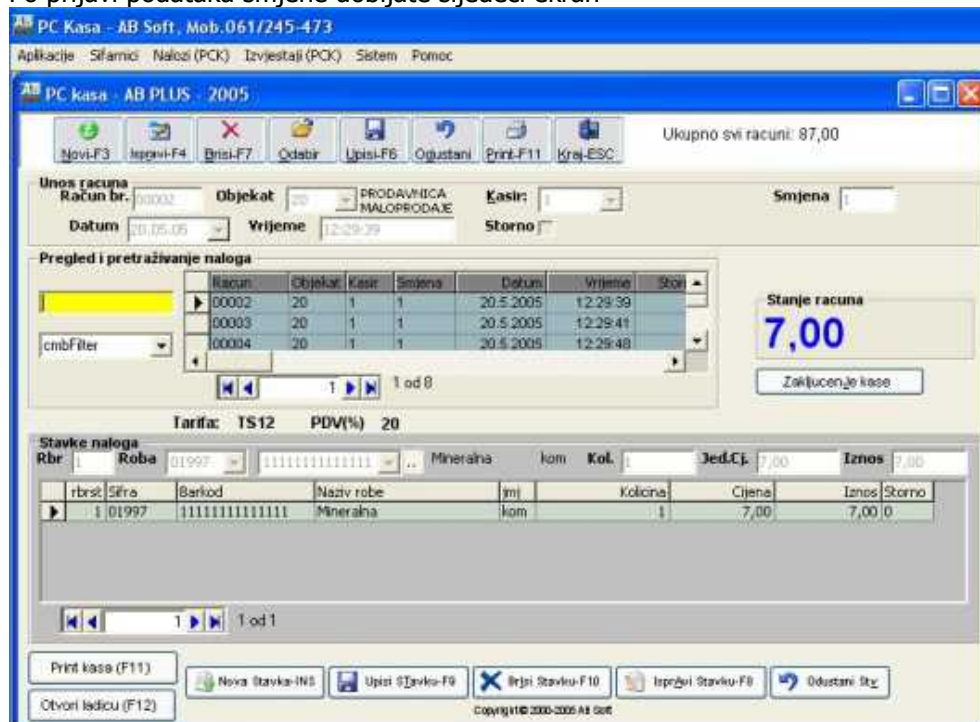 Po prijavi podataka smjene dobijate sljedeći ekran
PC Kasa - AB Soft, Mob.061/245-473
Aplikacije Sifarnici Nalozi (PCK) Izvjestaji (PCK) Sistem Pomoc
PC kasa - AB PLUS - 2005
Novi-F3 Ispravi-F4 Brisi-F7 Odabir Upisi-F6 Odustani Print-F11 Kraj-ESC
Ukupno svi racuni: 87,00
Unos racuna
Račun br. 00002 Objekat 20 PRODAVNICA MALOPRODAJE Kasir: 1 Smjena 1
Datum 20.05.05 Vrijeme 12:29:39 Storno
Pregled i pretraživanje naloga
Racun Objekat Kasir Smjena Datum Vrijeme Stor
00002 20 1 1 20.5.2005 12:29:39
00003 20 1 1 20.5.2005 12:29:41
00004 20 1 1 20.5.2005 12:29:48
cmbFilter
1 1 od 8
Stanje racuna
7,00
Zakljucenje kase
Tarifa: TS12 PDV(%) 20
Stavke naloga
Rbr 1 Roba 01997 1111111111111 .. Mineralna kom Kol. 1 Jed.Cj. 7,00 Iznos 7,00
rbrst Sifra Barkod Naziv robe jmj Kolicina Cijena Iznos Storno
1 01997 1111111111111 Mineralna kom 1 7,00 7,00 0
1 1 od 1
Print kasa (F11)
Otvori ladicu (F12)
Nova Stavka-INS Upisi STavku-F9 Brisi Stavku-F10 Ispravi Stavku-F8 Odustani Stv
Copyright© 2000-2005 AB Soft